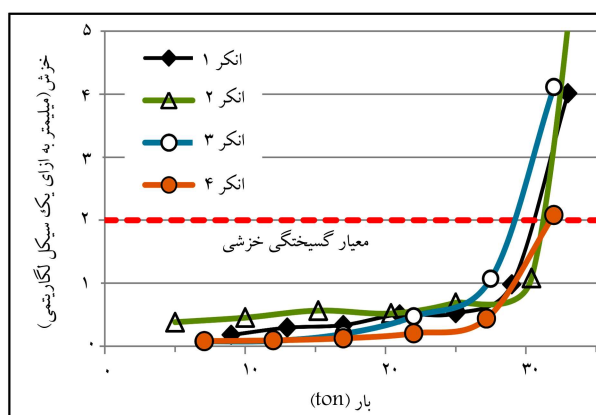 خزش (میلیمتر به ازای یک سیکل لگاریتمی)
۵
۴
۳
۲
۱
۰
انکر ۱
انکر ۲
انکر ۳
انکر ۴
معیار گسیختگی خزشی
۰
۱۰
۲۰
۳۰
بار (ton)